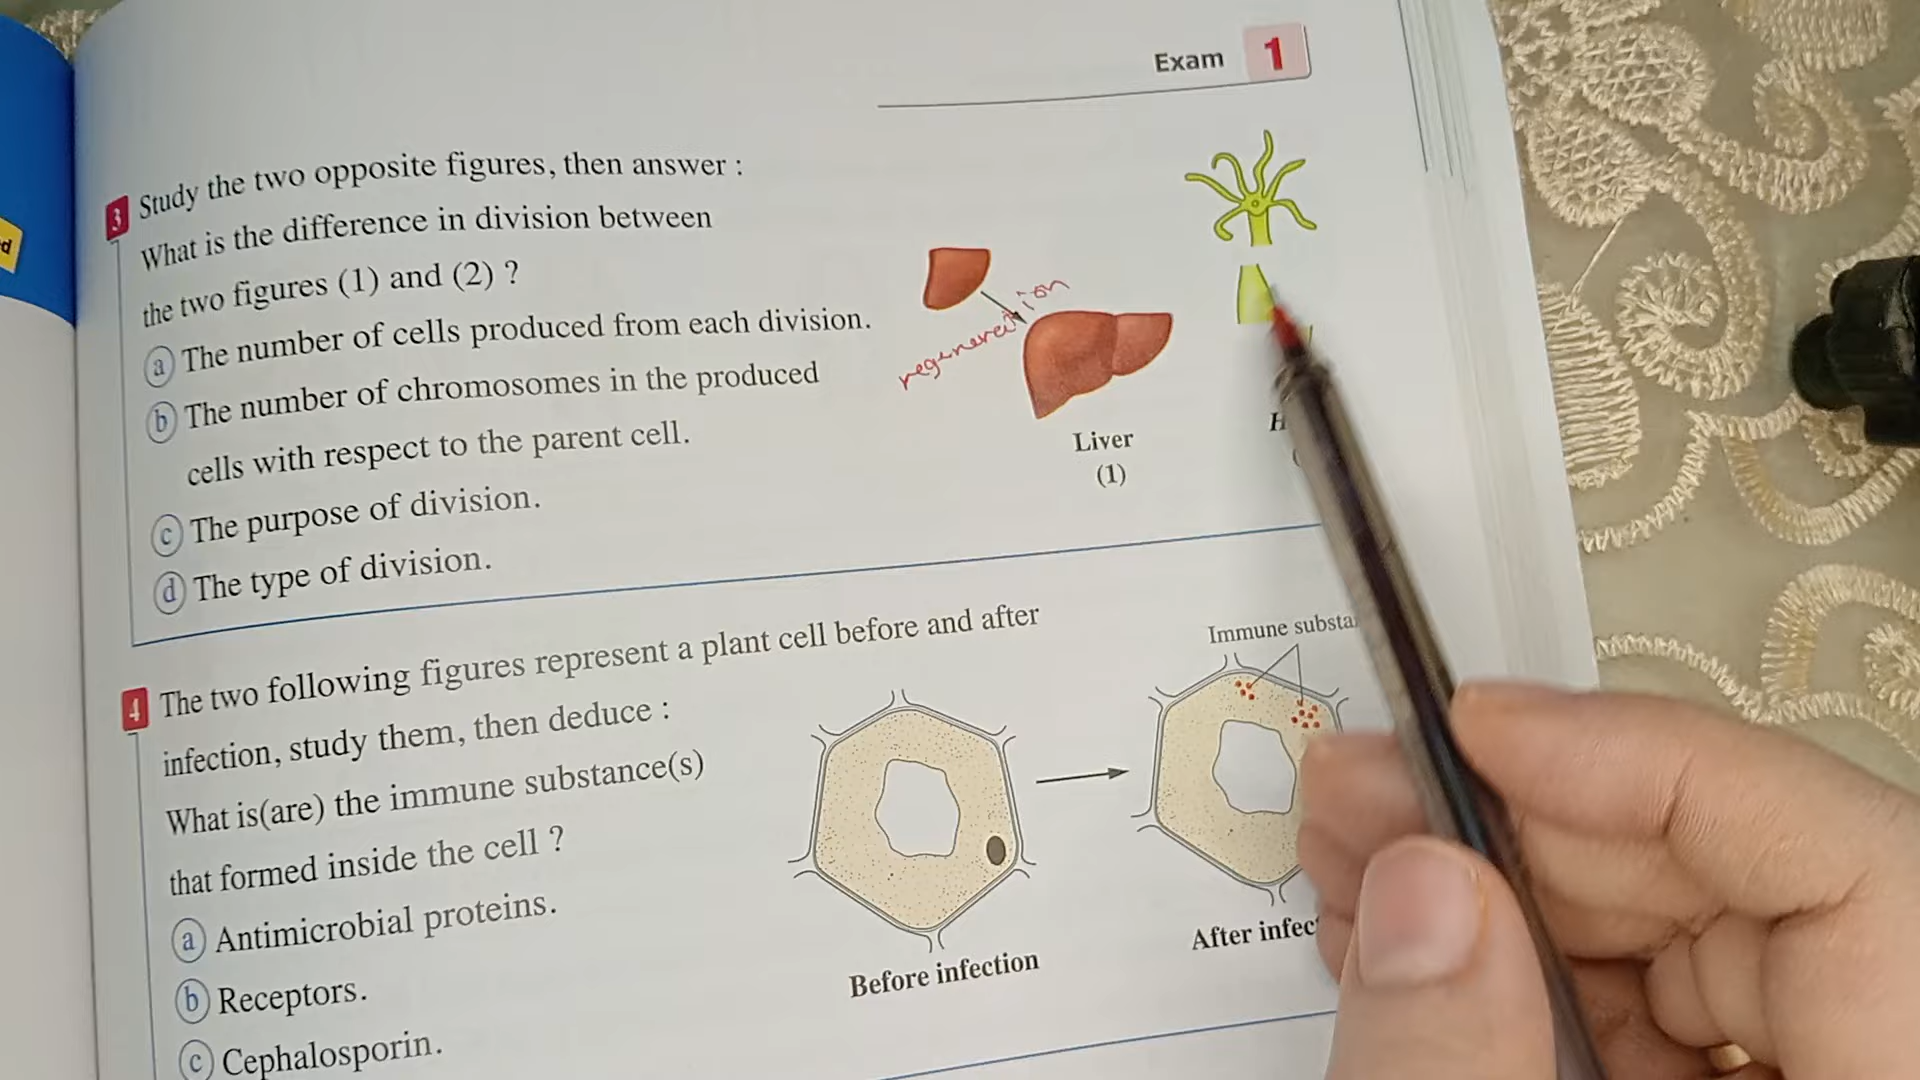 Exam 1
3 Study the two opposite figures, then answer :
What is the difference in division between
the two figures (1) and (2) ?
a The number of cells produced from each division.
b The number of chromosomes in the produced
cells with respect to the parent cell.
c The purpose of division.
d The type of division.
regeneration
Liver
(1)
4 The two following figures represent a plant cell before and after
infection, study them, then deduce :
What is(are) the immune substance(s)
that formed inside the cell ?
a Antimicrobial proteins.
b Receptors.
c Cephalosporin.
Immune
Before infection
After